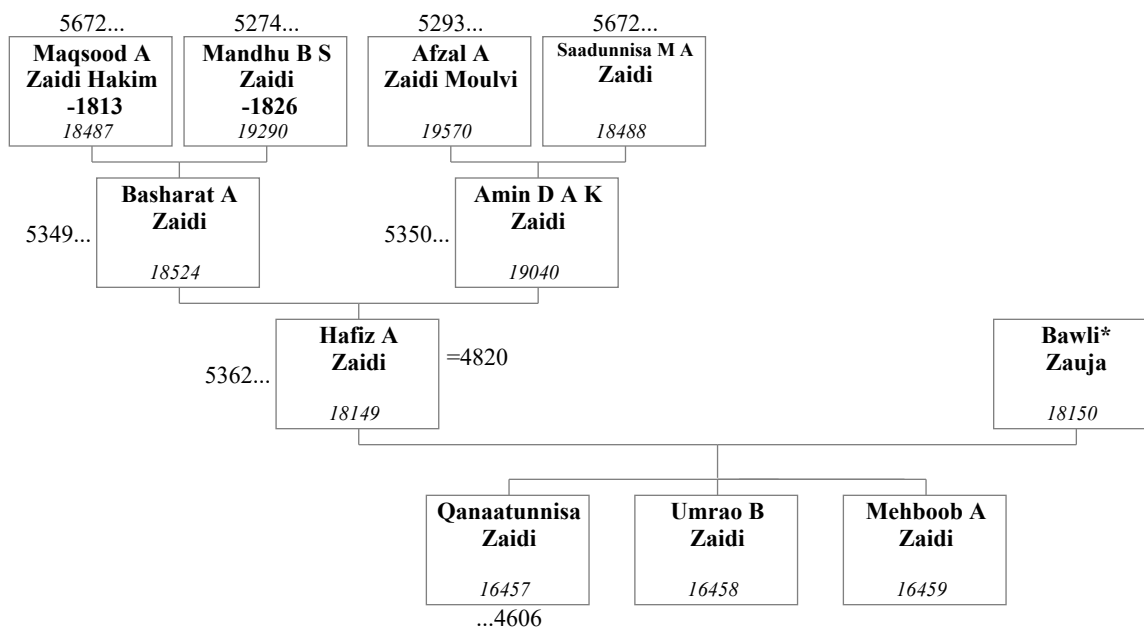 5672...
5274...
5293...
5672...
Maqsood A
Zaidi Hakim
-1813
18487
Mandhu B S
Zaidi
-1826
19290
Afzal A
Zaidi Moulvi
19570
Saadunnisa M A
Zaidi
18488
5349...
Basharat A
Zaidi
18524
5350...
Amin D A K
Zaidi
19040
5362...
Hafiz A
Zaidi
18149
=4820
Bawli*
Zauja
18150
Qanaatunnisa
Zaidi
16457
...4606
Umrao B
Zaidi
16458
Mehboob A
Zaidi
16459